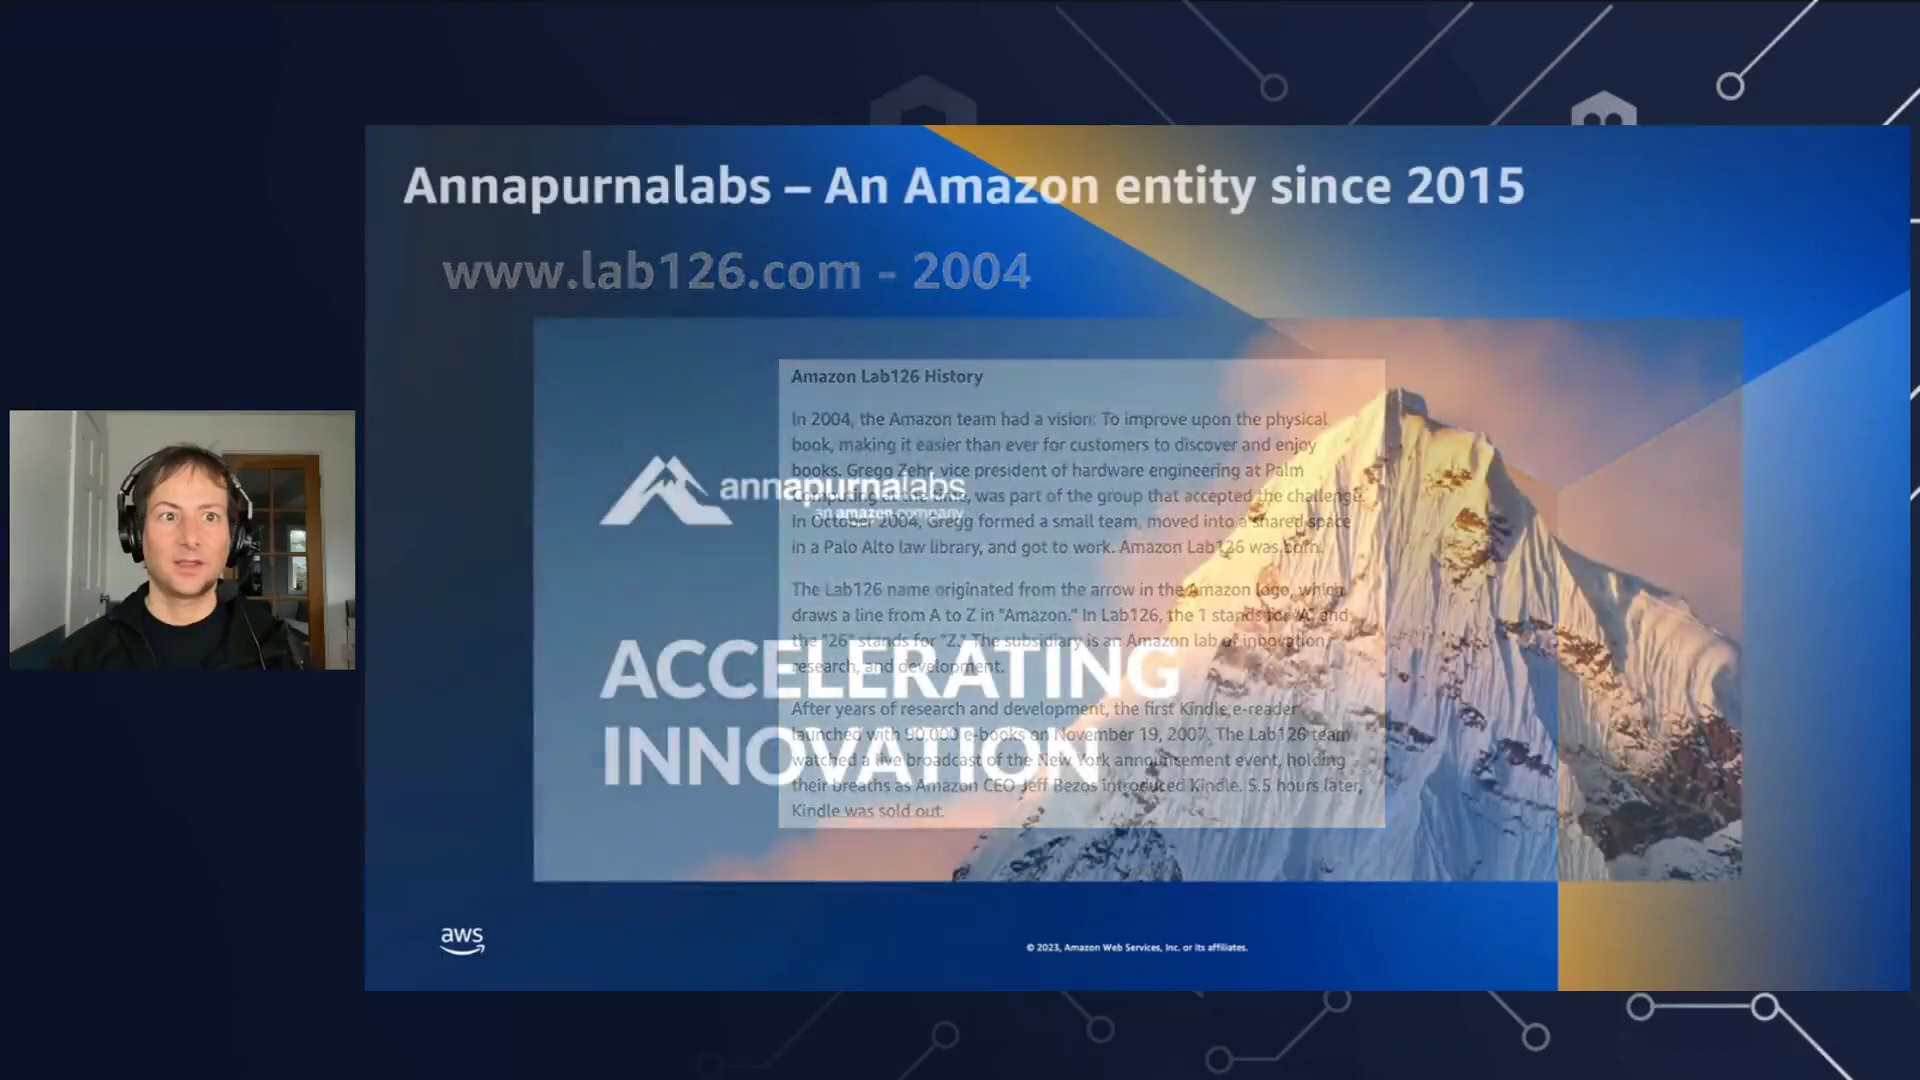 Annapurnalabs – An Amazon entity since 2015
www.lab126.com - 2004
Amazon Lab126 History
In 2004, the Amazon team had a vision: To improve upon the physical
book, making it easier than ever for customers to discover and enjoy
books. Gregg Zehr, vice president of hardware engineering at Palm
Computing at the time, was part of the group that accepted the challenge.
In October 2004, Gregg formed a small team, moved into a shared space
in a Palo Alto law library, and got to work. Amazon Lab126 was born.
The Lab126 name originated from the arrow in the Amazon logo, which
draws a line from A to Z in "Amazon." In Lab126, the 1 stands for "A" and
the "26" stands for "Z." The subsidiary is an Amazon lab of innovation,
research, and development.
After years of research and development, the first Kindle e-reader
launched with 90,000 e-books on November 19, 2007. The Lab126 team
watched a live broadcast of the New York announcement event, holding
their breaths as Amazon CEO Jeff Bezos introduced Kindle. 5.5 hours later,
Kindle was sold out.
annapurnalabs
an amazon company
ACCELERATING
INNOVATION
aws
© 2023, Amazon Web Services, Inc. or its affiliates.